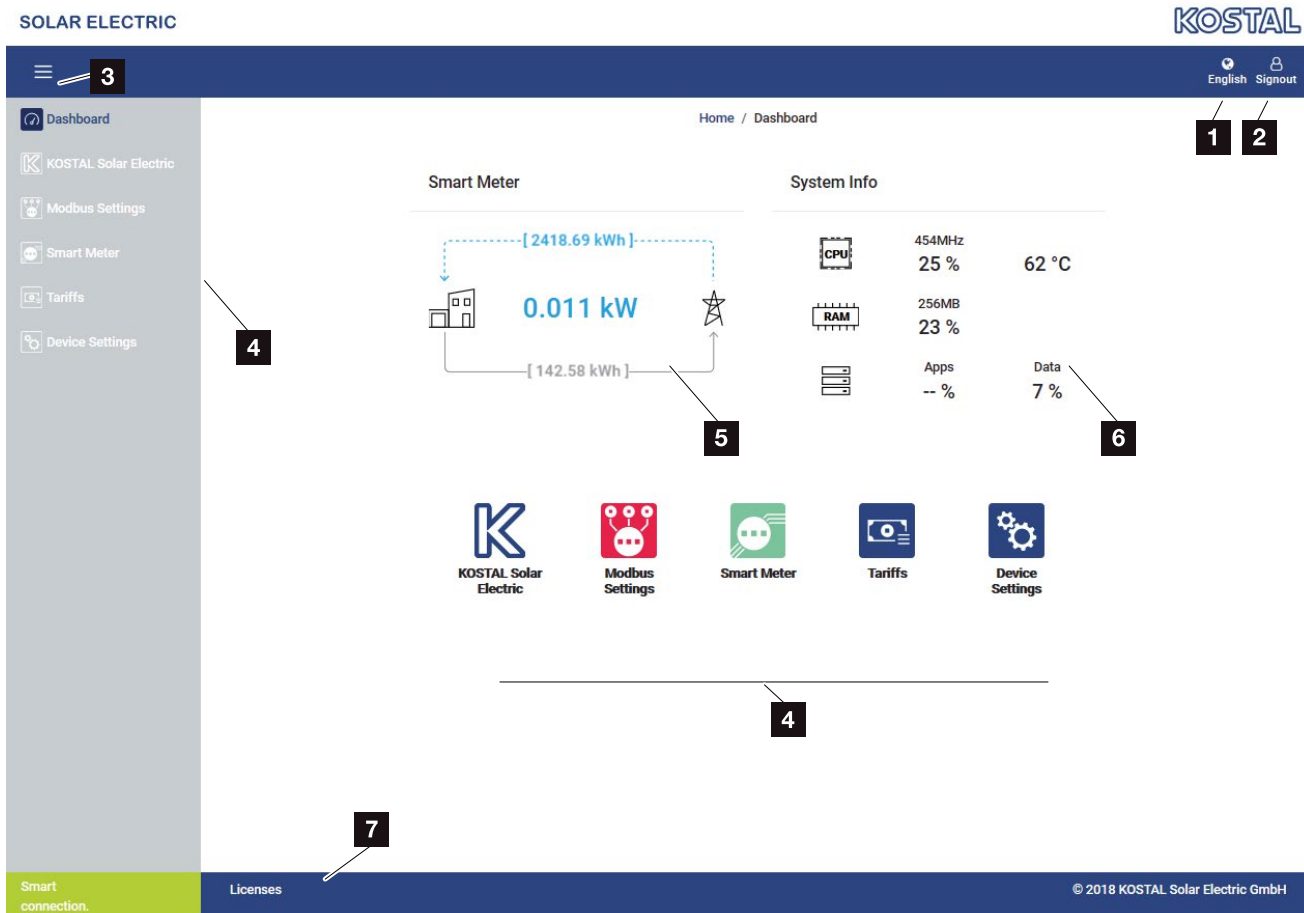 SOLAR ELECTRIC
KOSTAL
3
English Signout
1 2
Dashboard
KOSTAL Solar Electric
Modbus Settings
Smart Meter
Tariffs
Device Settings
4
Home / Dashboard
Smart Meter
[ 2418.69 kWh ]
0.011 kW
[ 142.58 kWh ]
5
System Info
CPU
454MHz
25 % 62 °C
RAM
256MB
23 %
Apps Data
-- % 7 %
6
KOSTAL Solar
Electric
Modbus
Settings
Smart Meter
Tariffs
Device
Settings
4
7
Smart
connection.
Licenses
© 2018 KOSTAL Solar Electric GmbH